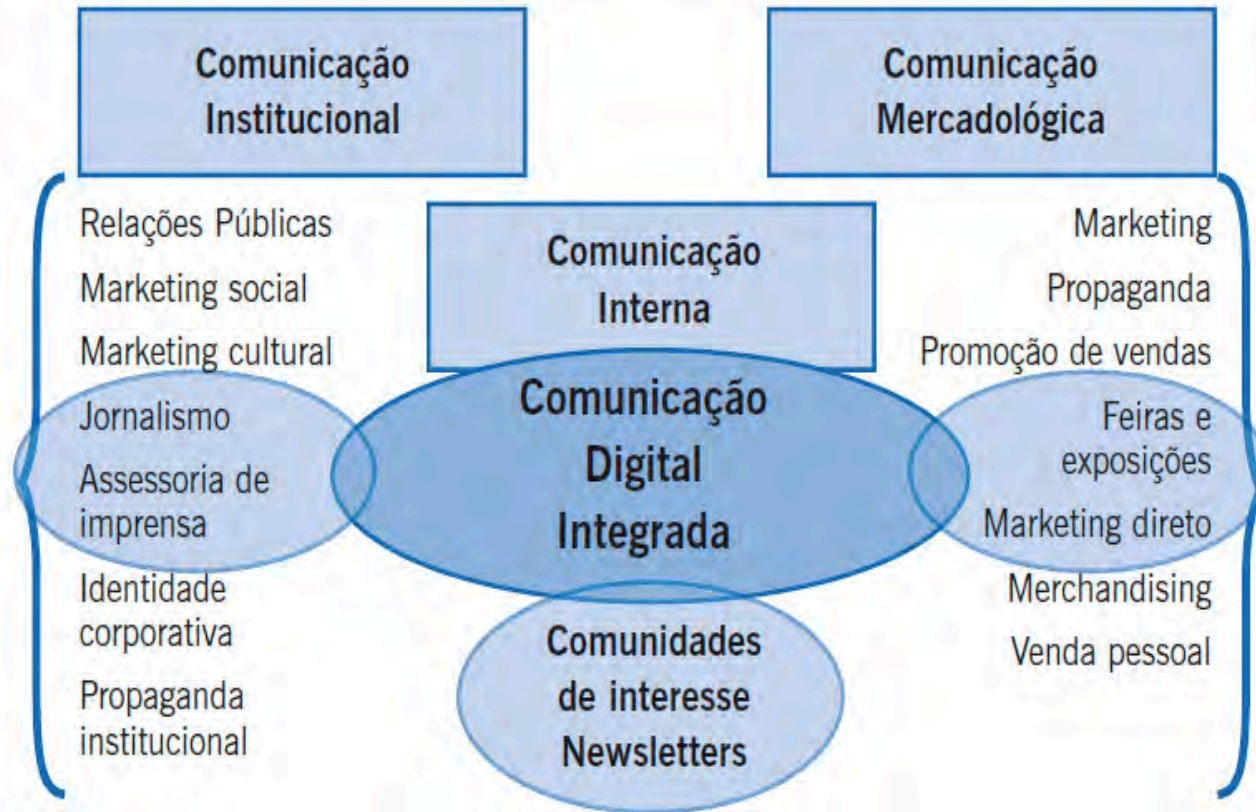 Comunicação
Institucional
Comunicação
Mercadológica
Relações Públicas
Marketing social
Marketing cultural
Jornalismo
Assessoria de
imprensa
Identidade
corporativa
Propaganda
institucional
Comunicação
Interna
Comunicação
Digital
Integrada
Comunidades
de interesse
Newsletters
Marketing
Propaganda
Promoção de vendas
Feiras e
exposições
Marketing direto
Merchandising
Venda pessoal